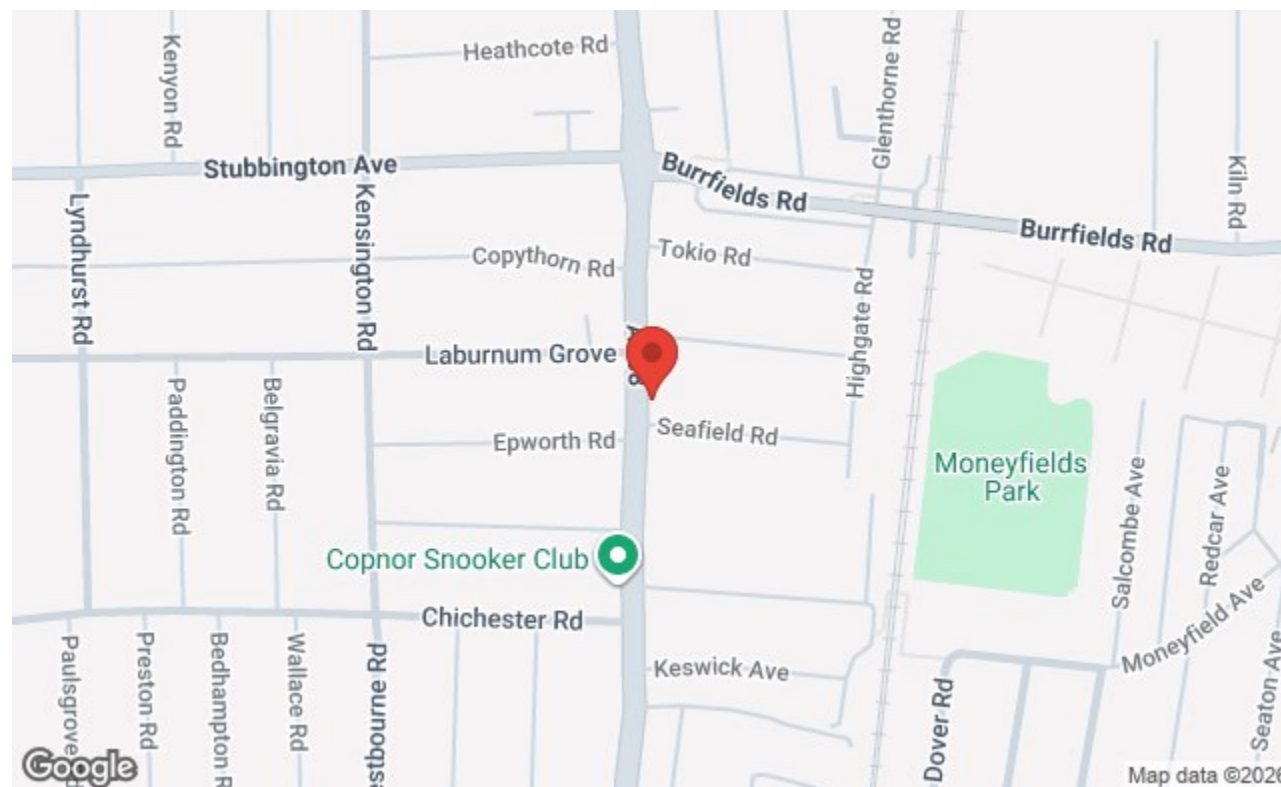 Heathcote Rd
Kenyon Rd
Glenthorne Rd
Stubbington Ave
Burrfields Rd
Kiln Rd
Burrfields Rd
Lyndhurst Rd
Kensington Rd
Copythorn Rd
Tokio Rd
Highgate Rd
Laburnum Grove
Paddington Rd
Belgravia Rd
Epworth Rd
Seafield Rd
Moneyfields
Park
Salcombe Ave
Redcar Ave
Copnor Snooker Club
Chichester Rd
Moneyfield Ave
Paulsgrove Rd
Preston Rd
Bedhampton R
Wallace Rd
stbourne Rd
Keswick Ave
Dover Rd
Seaton Ave
Google
Map data ©2026